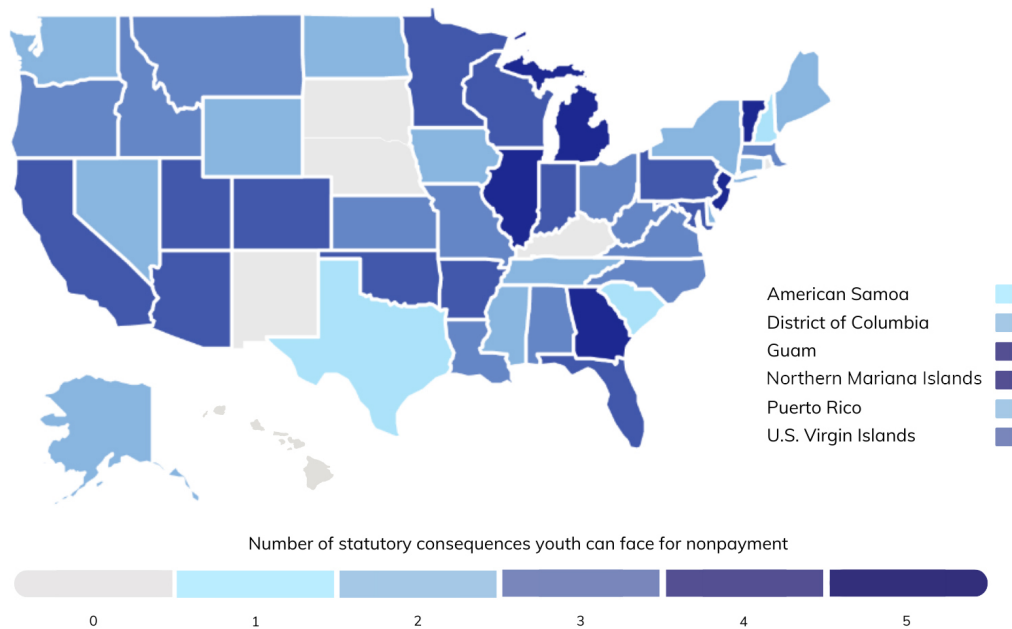 American Samoa
District of Columbia
Guam
Northern Mariana Islands
Puerto Rico
U.S. Virgin Islands
Number of statutory consequences youth can face for nonpayment
0 1 2 3 4 5